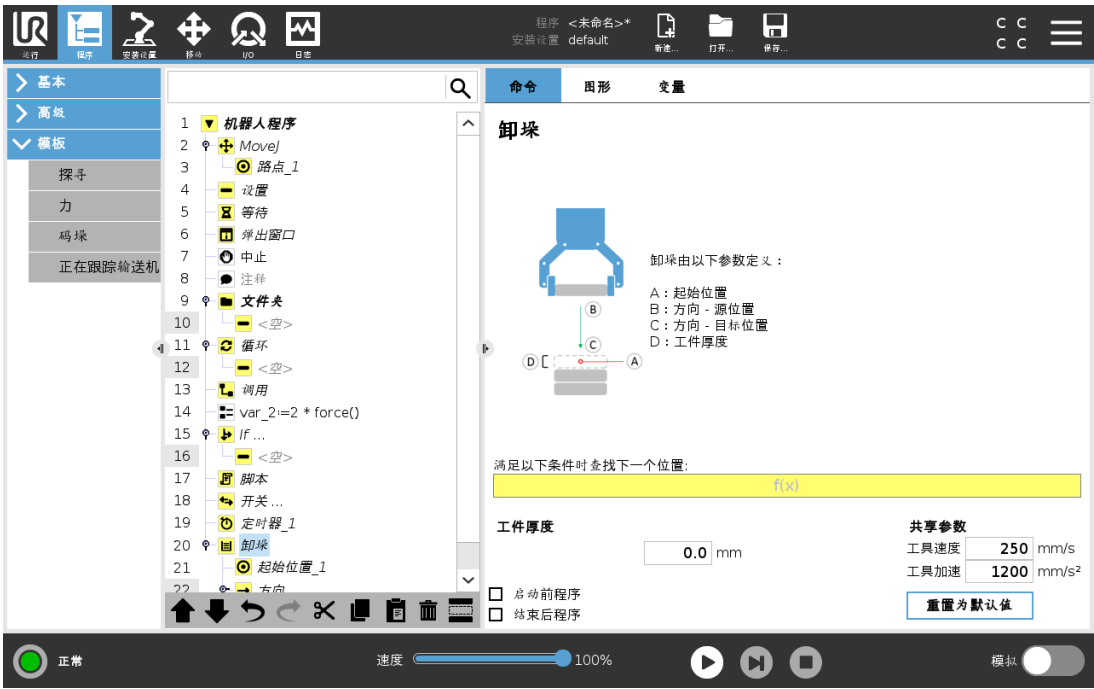 UR
运行
程序
安装设置
移动
I/O
日志
程序 <未命名>*
安装设置 default
新建...
打开...
保存...
C C
C C
基本
高级
模板
探寻
力
码垛
正在跟踪输送机
1 机器人程序
2 MoveJ
3 路点_1
4 设置
5 等待
6 弹出窗口
7 中止
8 注释
9 文件夹
10 <空>
11 循环
12 <空>
13 调用
14 var_2:=2 * force()
15 If ...
16 <空>
17 脚本
18 开关 ...
19 定时器_1
20 卸垛
21 起始位置_1
22 方向
命令 图形 变量
卸垛
B
C
D
A
卸垛由以下参数定义：
A：起始位置
B：方向 - 源位置
C：方向 - 目标位置
D：工件厚度
满足以下条件时查找下一个位置:
f(x)
工件厚度
0.0 mm
启动前程序
结束后程序
共享参数
工具速度 250 mm/s
工具加速 1200 mm/s²
重置为默认值
正常
速度 100%
模拟